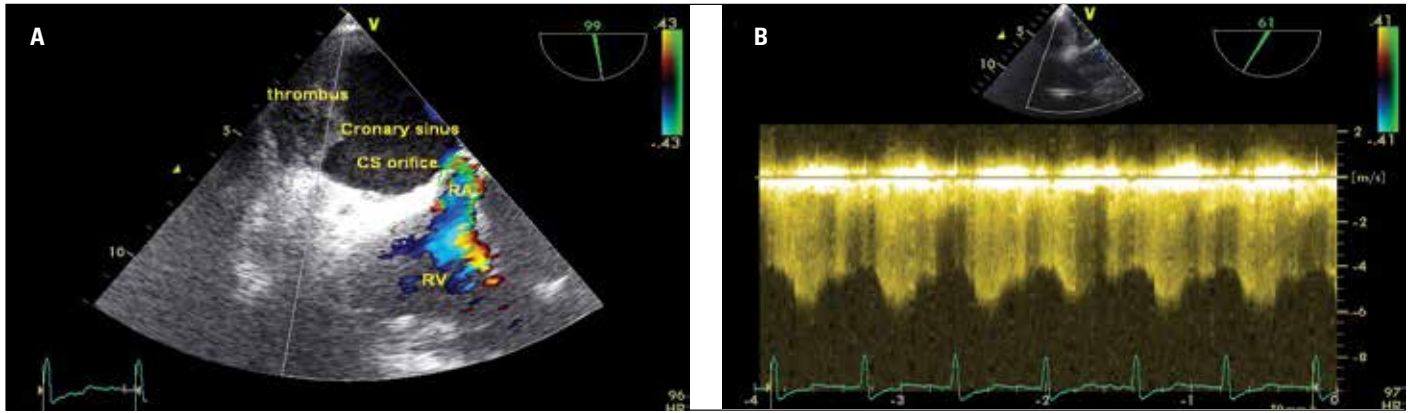 A
V
99
.43
-.43
thrombus
Cronary sinus
CS orifice
RA
RV
5
10
96
HR
B
V
61
.41
-.41
5
10
2
[m/s]
-2
-4
-6
-8
-4
-3
-2
-1
0
97
HR